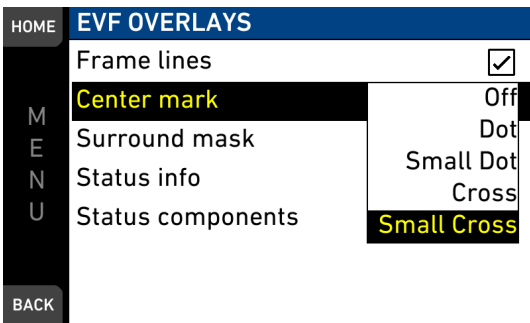 HOME
EVF OVERLAYS
Frame lines
Center mark
Off
Dot
Surround mask
Small Dot
Status info
Cross
Status components
Small Cross
MENU
BACK